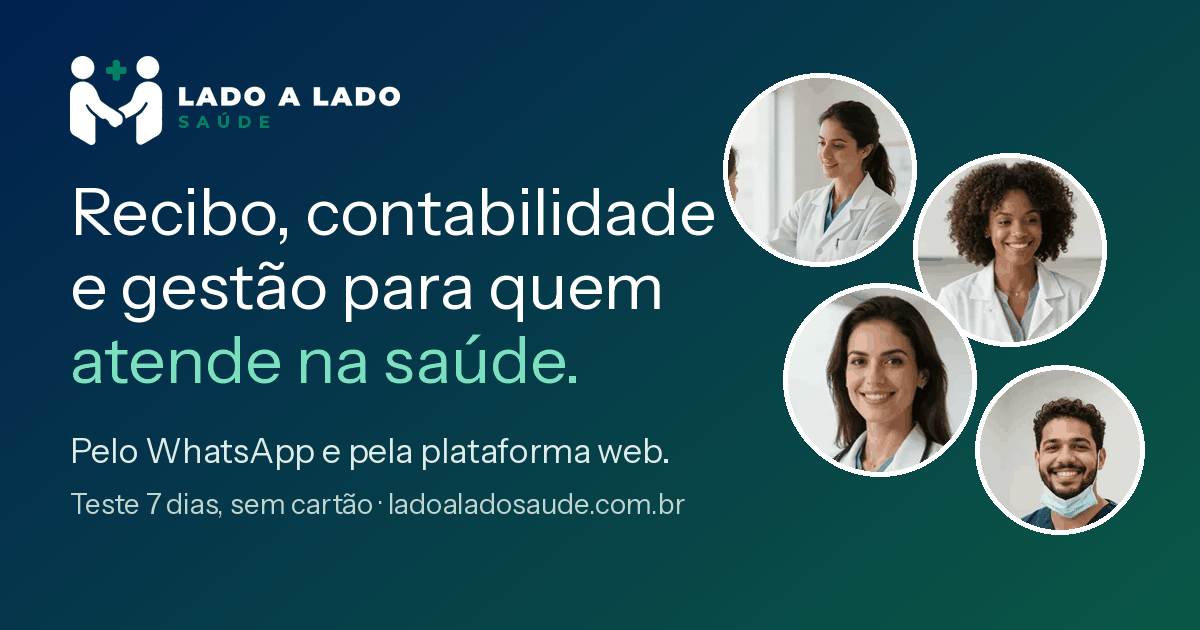 LADO A LADO
SAÚDE
Recibo, contabilidade
e gestão para quem
atende na saúde.
Pelo WhatsApp e pela plataforma web.
Teste 7 dias, sem cartão · ladoaladosaude.com.br